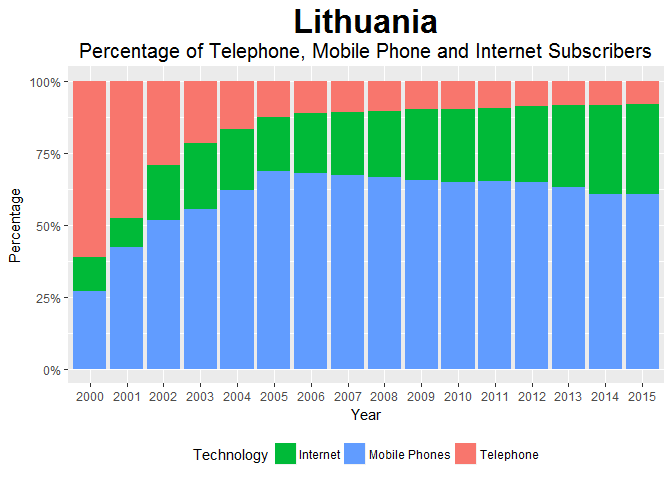 Lithuania
Percentage of Telephone, Mobile Phone and Internet Subscribers
100%
75%
50%
25%
0%
Percentage
2000 2001 2002 2003 2004 2005 2006 2007 2008 2009 2010 2011 2012 2013 2014 2015
Year
Technology Internet Mobile Phones Telephone